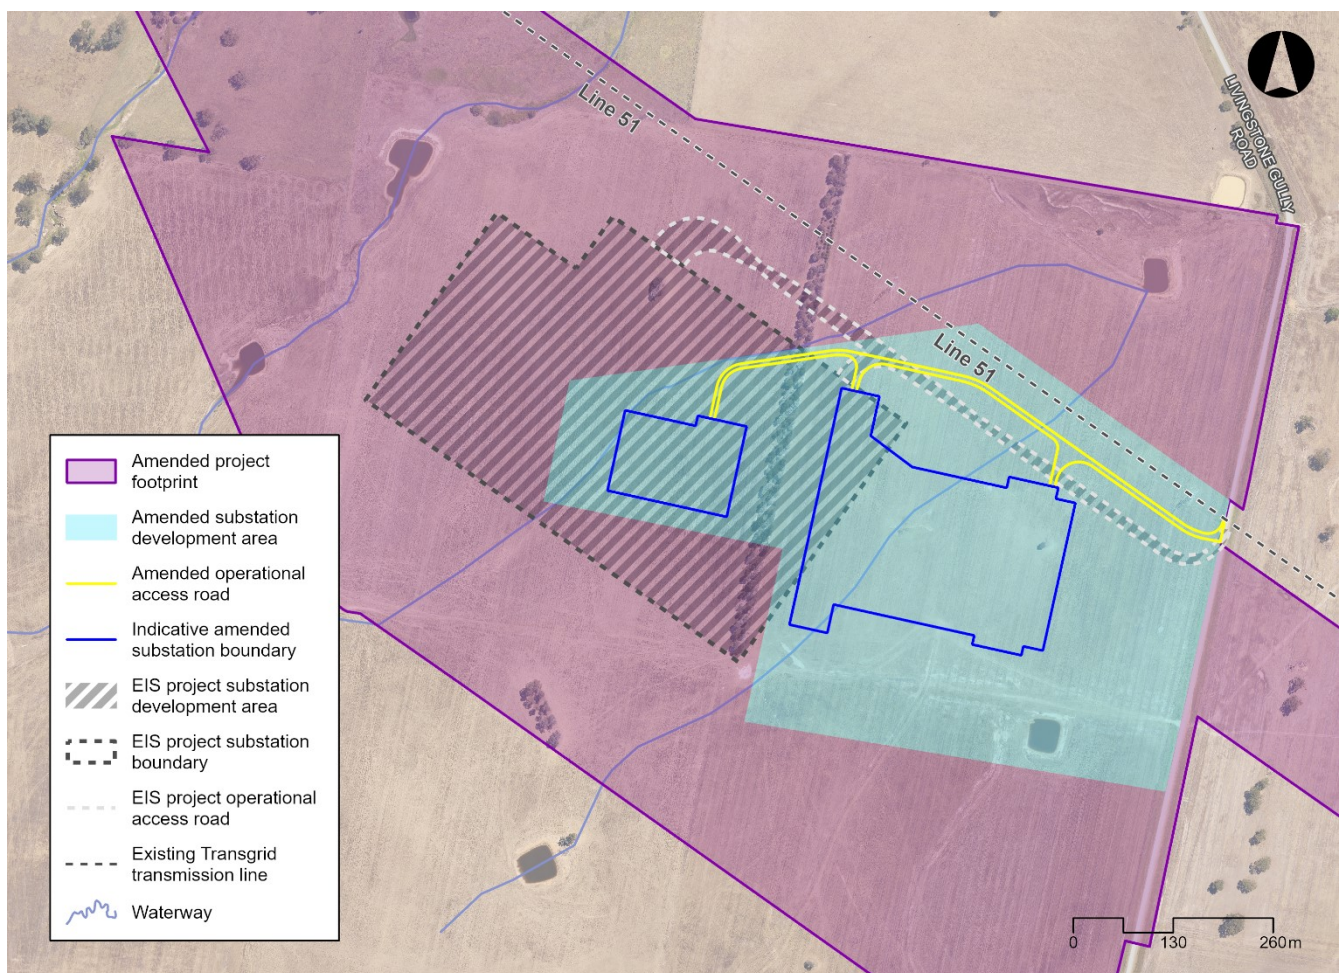 Line 51
LIVINGSTONE GULLY
ROAD
Line 51
Amended project
footprint
Amended substation
development area
Amended operational
access road
Indicative amended
substation boundary
EIS project substation
development area
EIS project substation
boundary
EIS project operational
access road
Existing Transgrid
transmission line
Waterway
0 130 260m